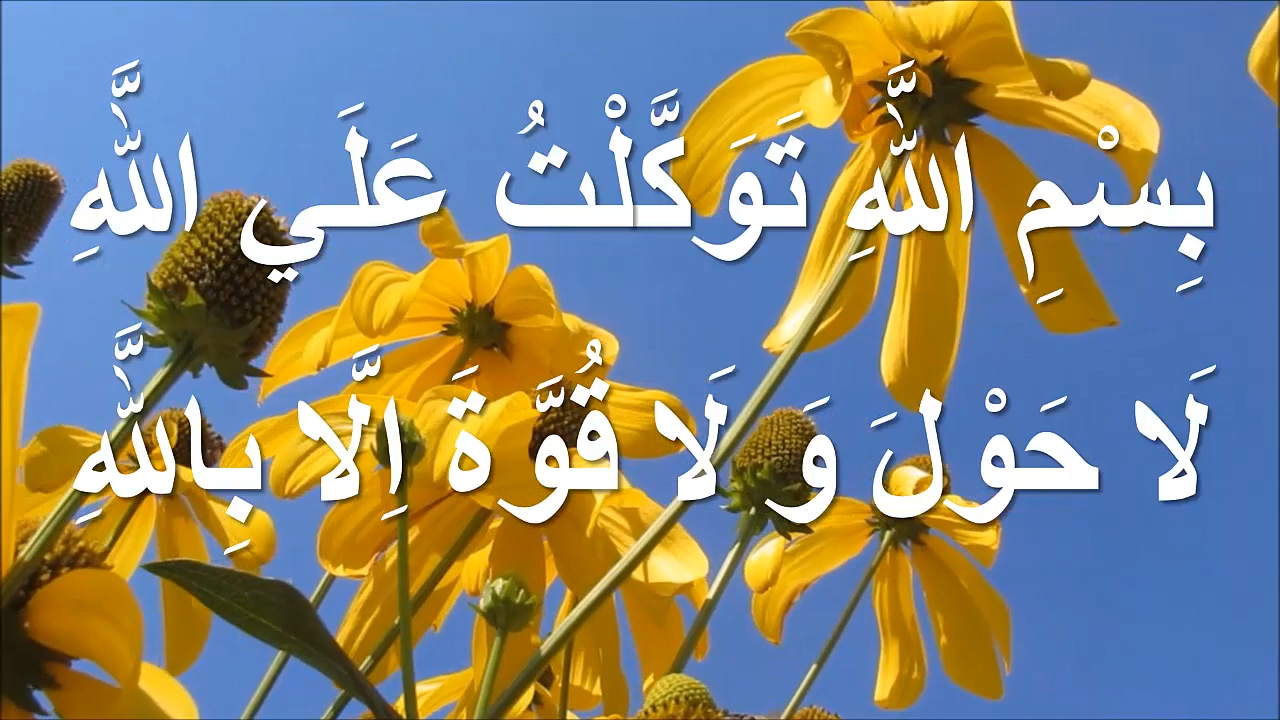 بِسْمِ اللَّهِ تَوَكَّلْتُ عَلَي اللَّهِ
لَا حَوْلَ وَ لَا قُوَّةَ اِلَّا بِاللَّهِ